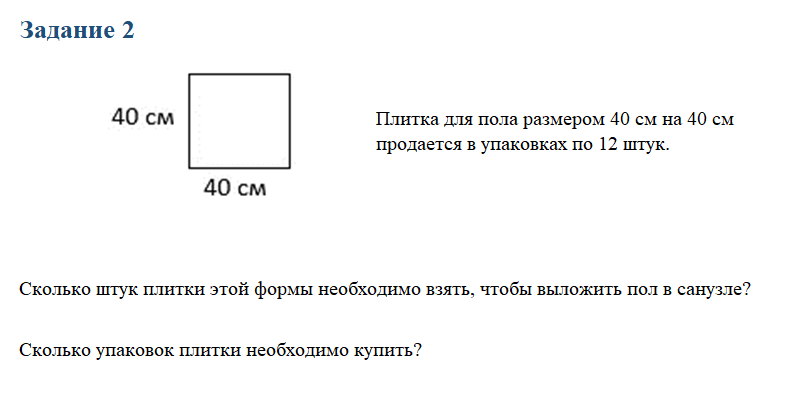 Задание 2
40 см
Плитка для пола размером 40 см на 40 см
продается в упаковках по 12 штук.
40 см
Сколько штук плитки этой формы необходимо взять, чтобы выложить пол в санузле?
Сколько упаковок плитки необходимо купить?